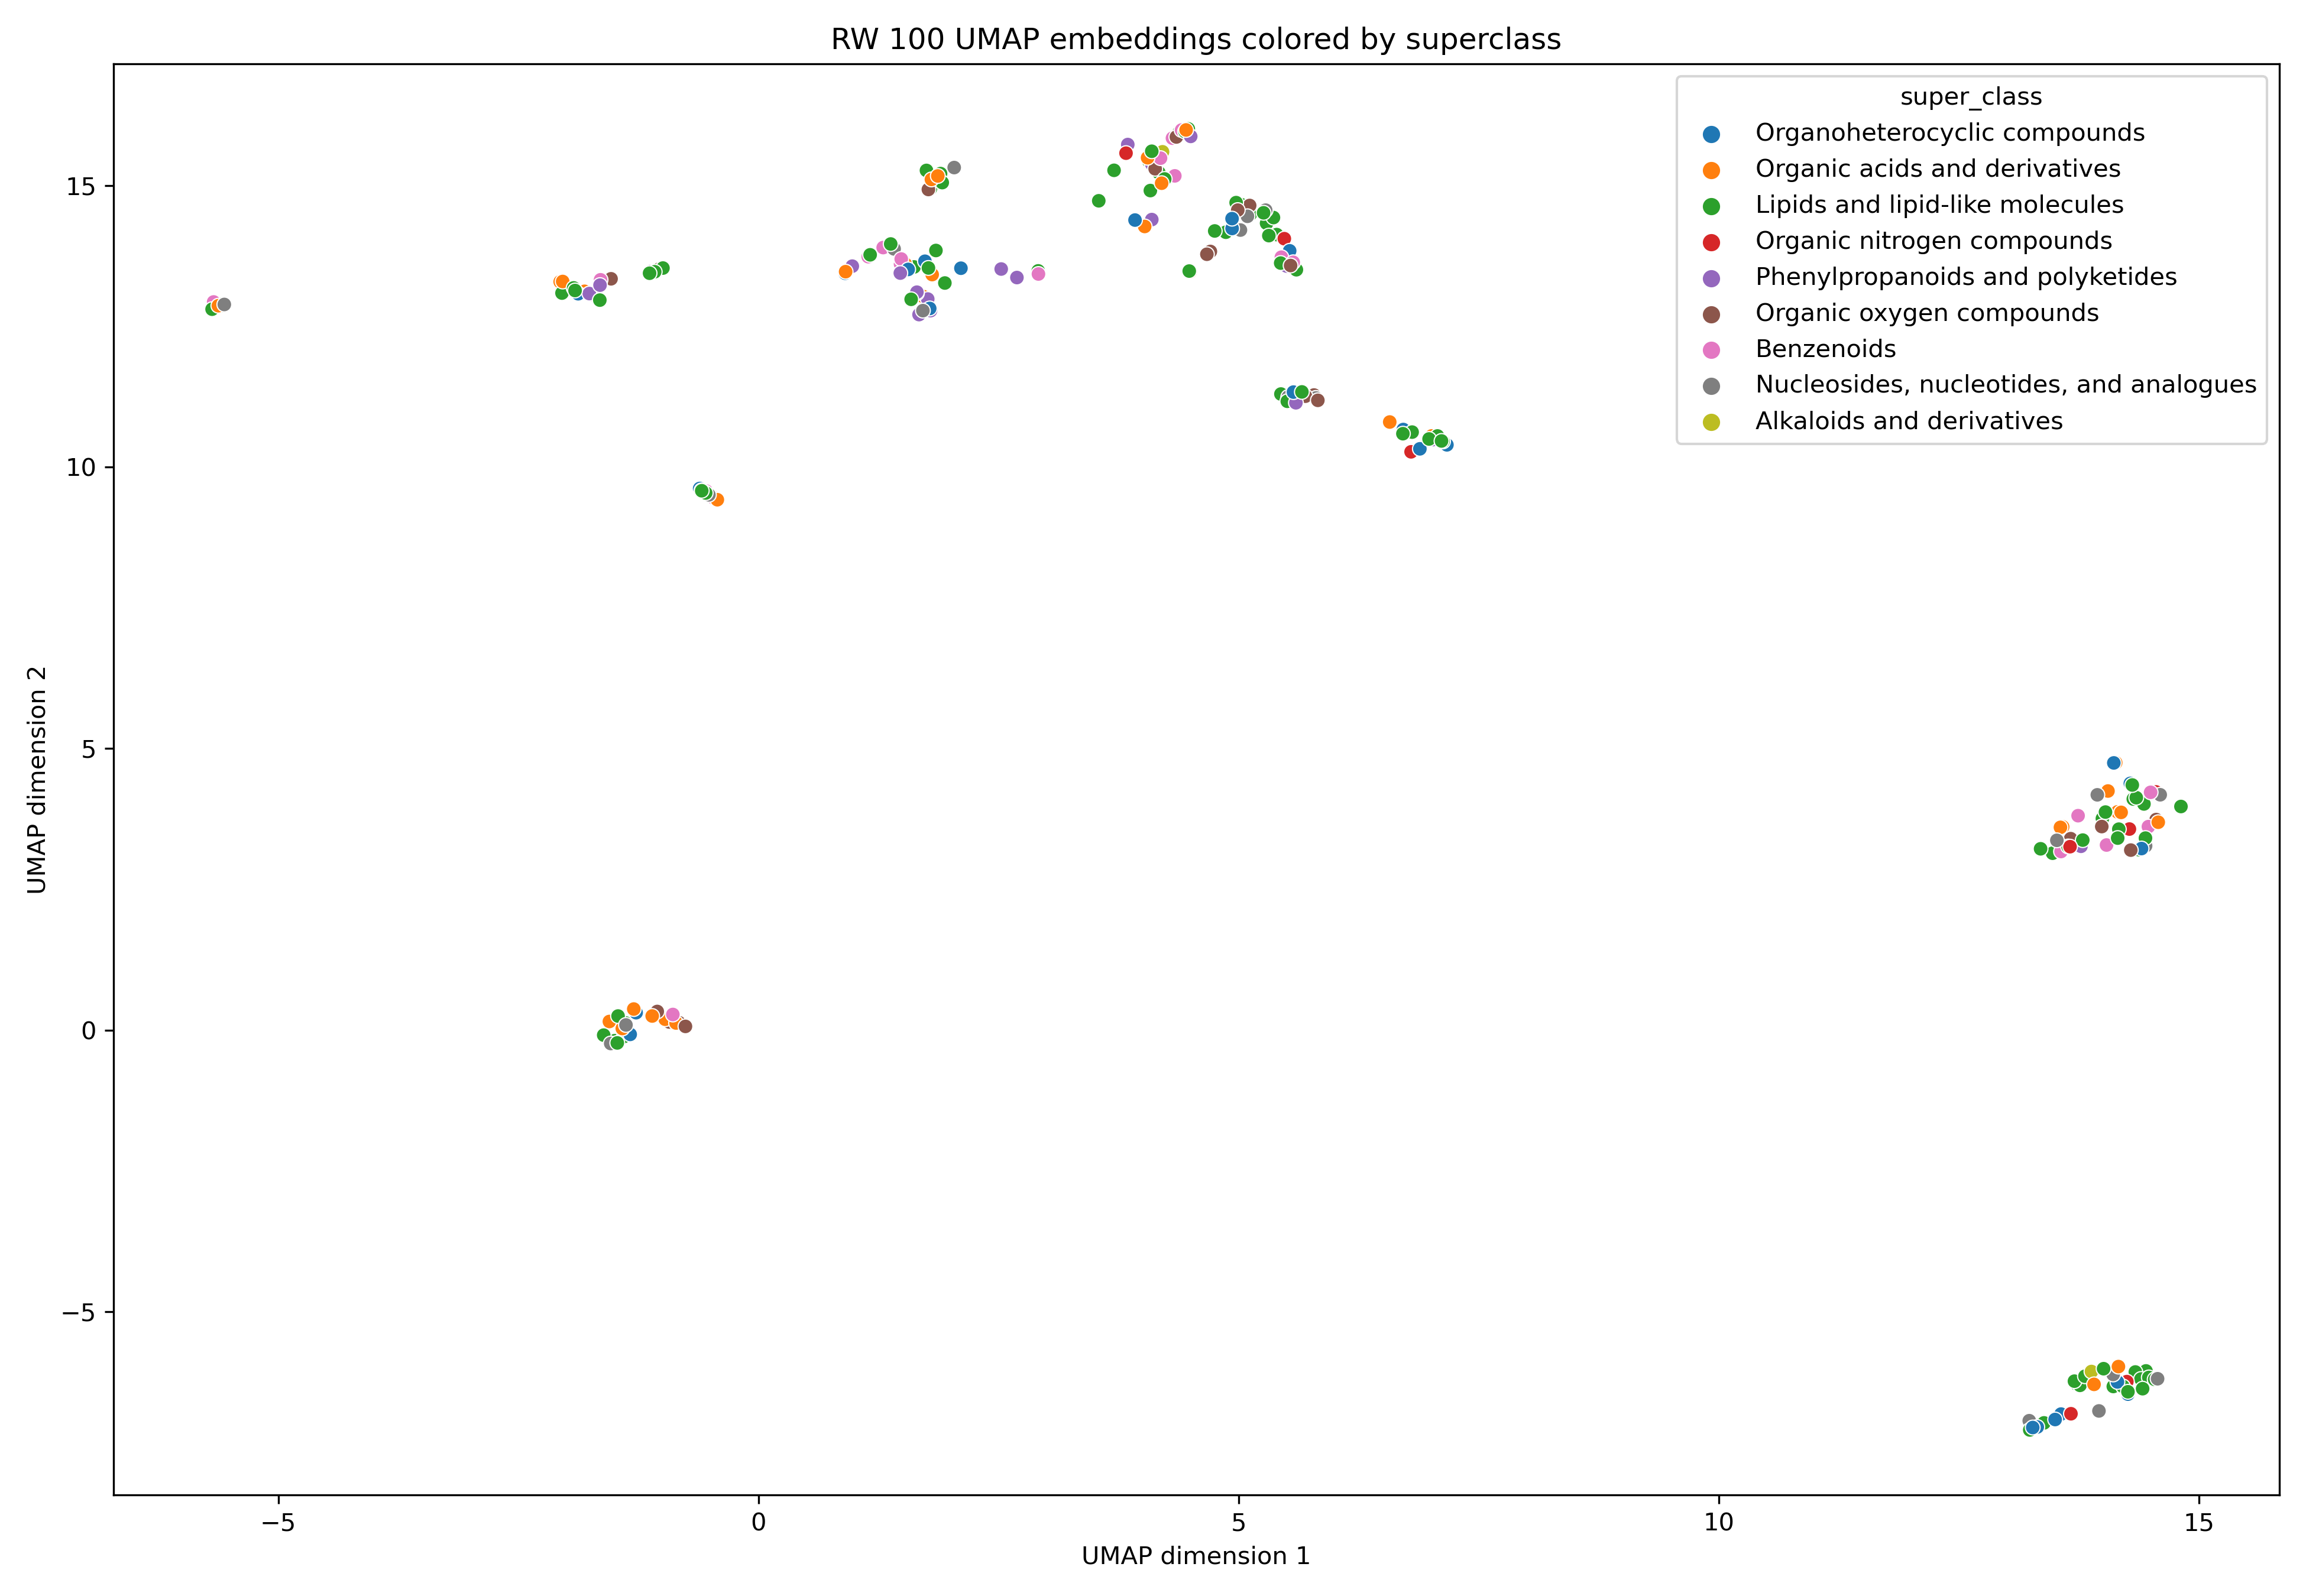 RW 100 UMAP embeddings colored by superclass
super_class
Organoheterocyclic compounds
Organic acids and derivatives
Lipids and lipid-like molecules
Organic nitrogen compounds
Phenylpropanoids and polyketides
Organic oxygen compounds
Benzenoids
Nucleosides, nucleotides, and analogues
Alkaloids and derivatives
15
10
5
0
−5
UMAP dimension 2
−5 0 5 10 15
UMAP dimension 1